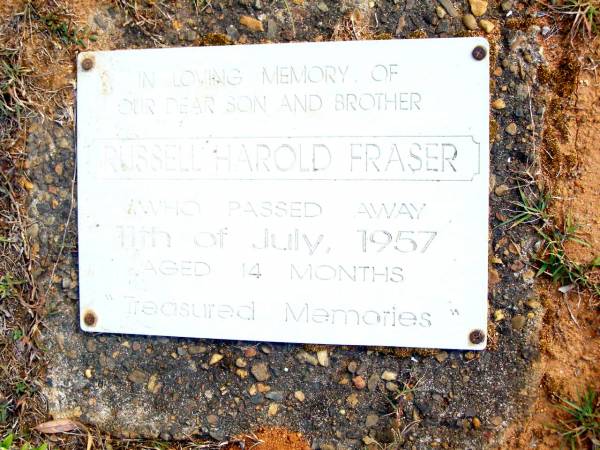 IN LOVING MEMORY OF
OUR DEAR SON AND BROTHER
RUSSELL HAROLD FRASER
WHO PASSED AWAY
11th of July, 1957
AGED 14 MONTHS
"Treasured Memories"